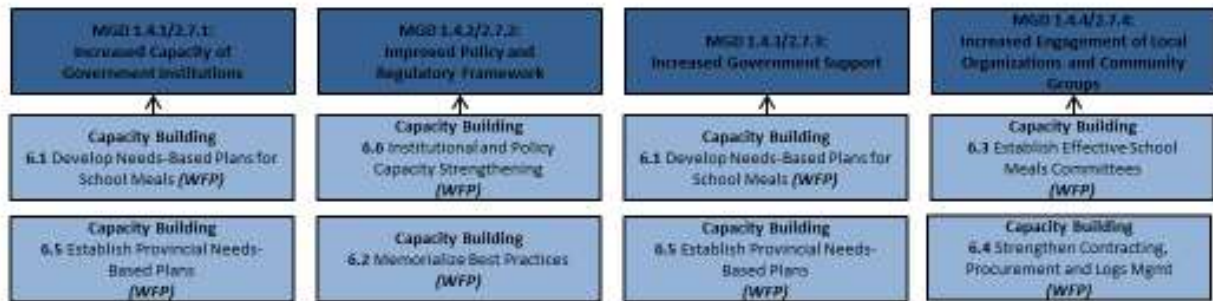 MGD 1.4.1/2.7.1:
Increased Capacity of
Government Institutions
Capacity Building
6.1 Develop Needs-Based Plans for
School Meals (WFP)
Capacity Building
6.5 Establish Provincial Needs-
Based Plans
(WFP)
MGD 1.4.2/2.7.2:
Improved Policy and
Regulatory Framework
Capacity Building
6.6 Institutional and Policy
Capacity Strengthening
(WFP)
Capacity Building
6.2 Memorialize Best Practices
(WFP)
MGD 1.4.3/2.7.3:
Increased Government Support
Capacity Building
6.1 Develop Needs-Based Plans for
School Meals (WFP)
Capacity Building
6.5 Establish Provincial Needs-
Based Plans
(WFP)
MGD 1.4.4/2.7.4:
Increased Engagement of Local
Organizations and Community
Groups
Capacity Building
6.3 Establish Effective School
Meals Committees
(WFP)
Capacity Building
6.4 Strengthen Contracting,
Procurement and Logs Mgmt
(WFP)